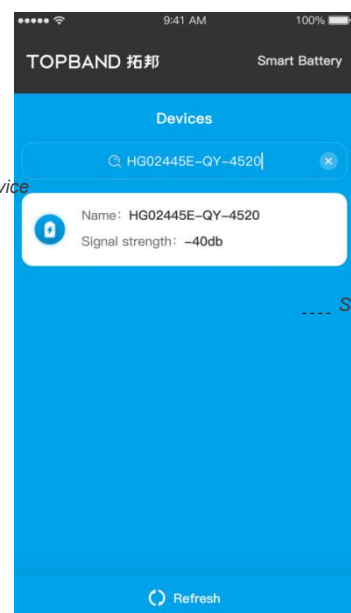 9:41 AM
100%
TOPBAND 拓邦
Smart Battery
Devices
HG02445E-QY-4520
vice
Name: HG02445E-QY-4520
Signal strength: -40db
S
Refresh